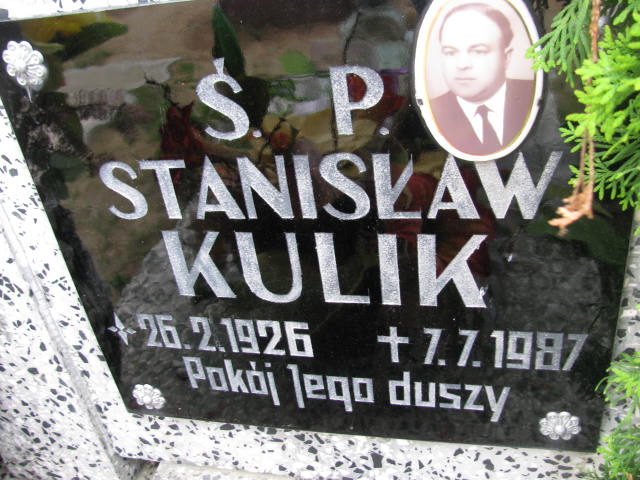 Ś. P.
STANISŁAW
KULIK
26.2.1926 + 7.7.1987
Pokój Jego duszy